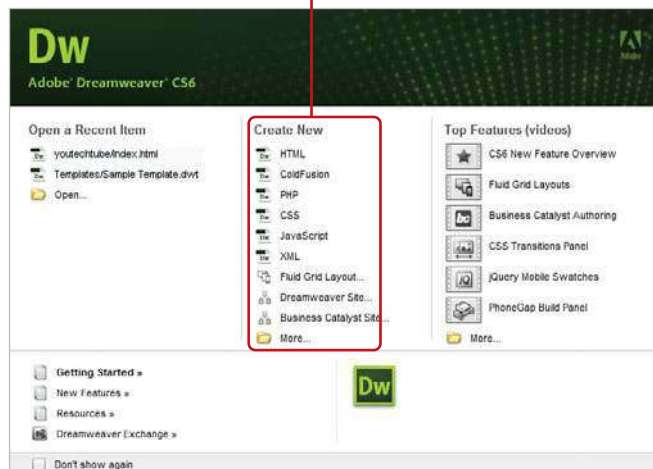 Dw
Adobe® Dreamweaver® CS6
Adobe
Open a Recent Item
youtechtube/index.html
Templates/Sample Template.dwt
Open...
Create New
HTML
ColdFusion
PHP
CSS
JavaScript
XML
Fluid Grid Layout...
Dreamweaver Site...
Business Catalyst Site...
More...
Top Features (videos)
CS6 New Feature Overview
Fluid Grid Layouts
Business Catalyst Authoring
CSS Transitions Panel
jQuery Mobile Swatches
PhoneGap Build Panel
More...
Getting Started »
New Features »
Resources »
Dreamweaver Exchange »
Dw
Don't show again